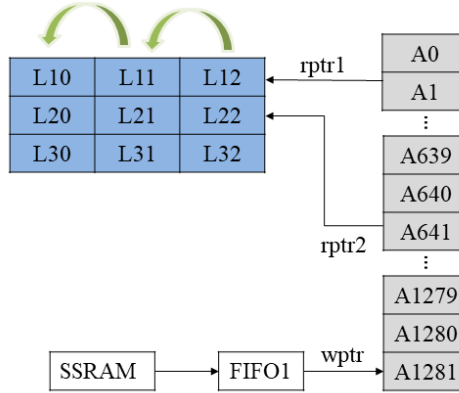 L10 L11 L12
L20 L21 L22
L30 L31 L32
rptr1
rptr2
A0
A1
...
A639
A640
A641
...
A1279
A1280
A1281
SSRAM
FIFO1
wptr